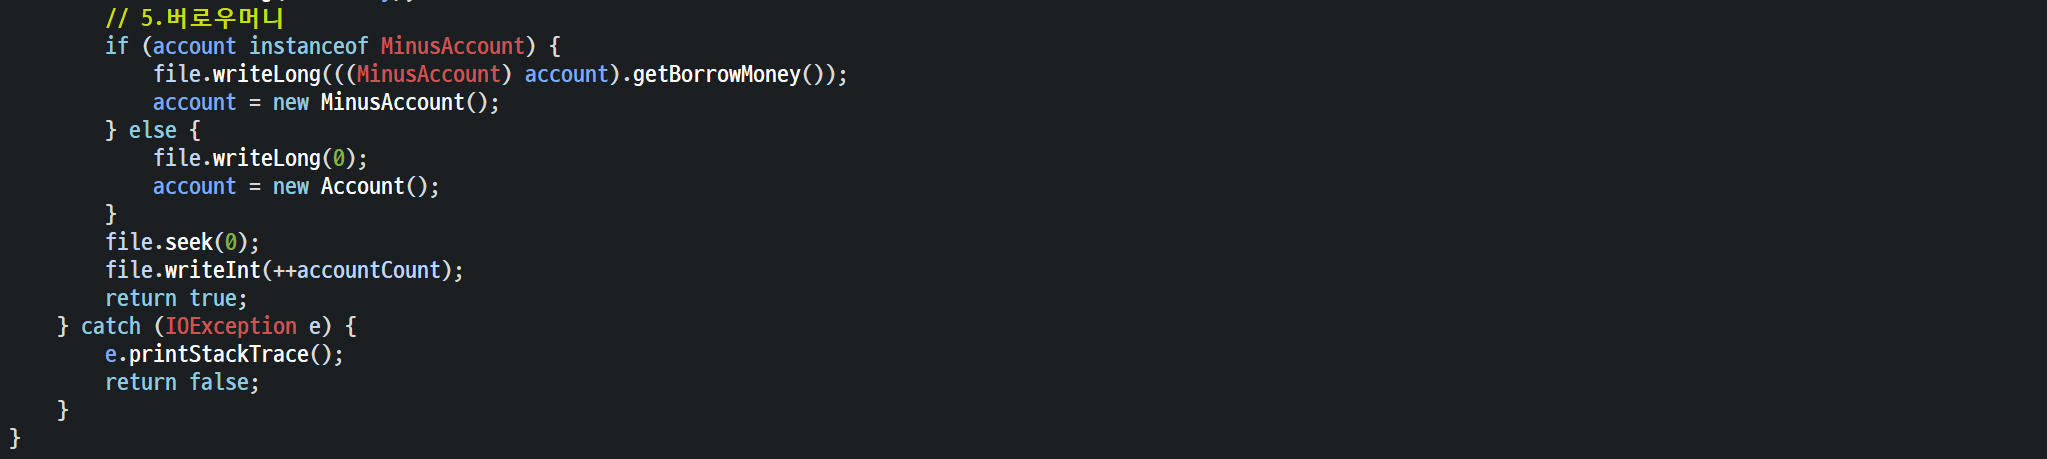 // 5.버로우머니
if (account instanceof MinusAccount) {
file.writeLong(((MinusAccount) account).getBorrowMoney());
account = new MinusAccount();
} else {
file.writeLong(0);
account = new Account();
}
file.seek(0);
file.writeInt(++accountCount);
return true;
} catch (IOException e) {
e.printStackTrace();
return false;
}
}